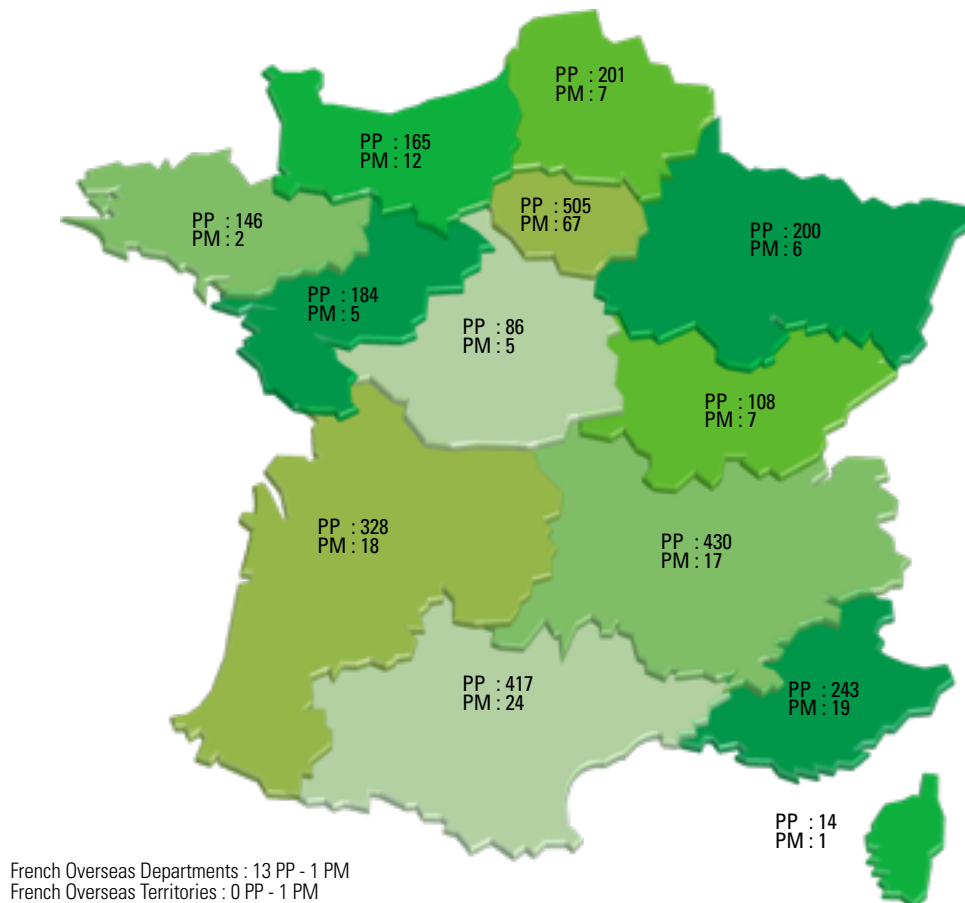 PP : 201
PM : 7
PP : 165
PM : 12
PP : 505
PM : 67
PP : 146
PM : 2
PP : 200
PM : 6
PP : 184
PM : 5
PP : 86
PM : 5
PP : 108
PM : 7
PP : 328
PM : 18
PP : 430
PM : 17
PP : 417
PM : 24
PP : 243
PM : 19
PP : 14
PM : 1
French Overseas Departments : 13 PP - 1 PM
French Overseas Territories : 0 PP - 1 PM